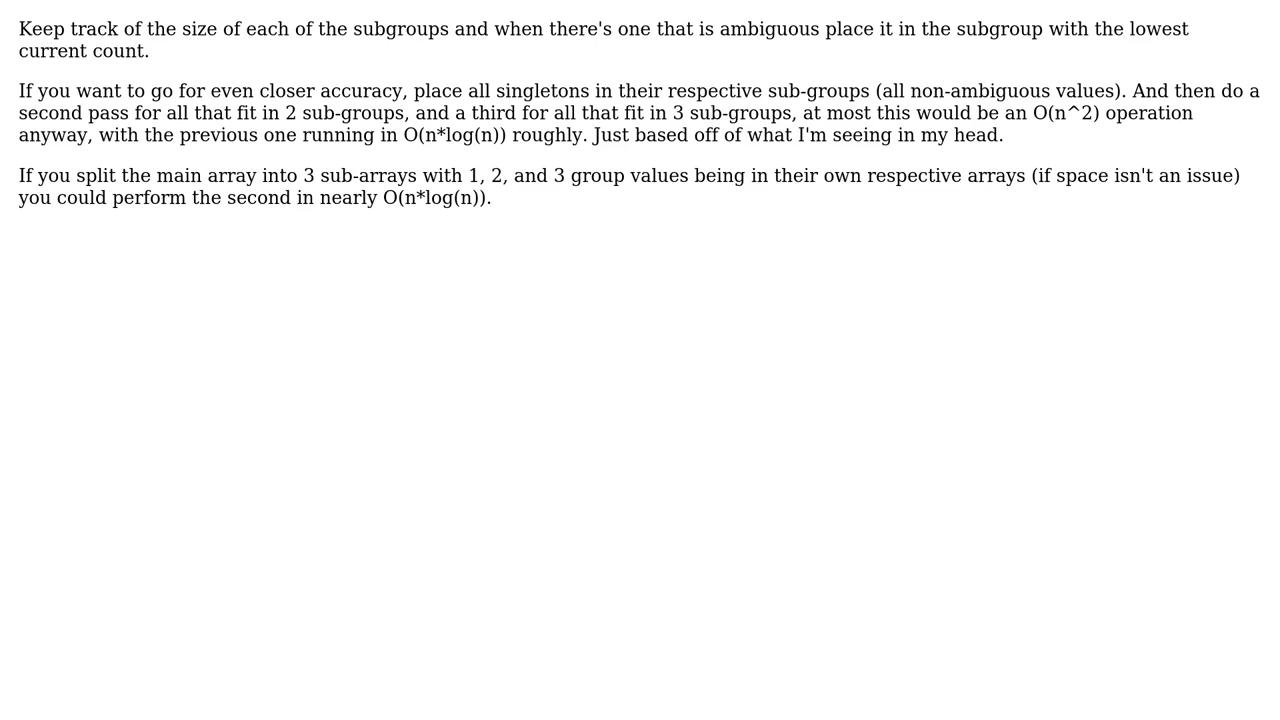 Keep track of the size of each of the subgroups and when there's one that is ambiguous place it in the subgroup with the lowest
current count.
If you want to go for even closer accuracy, place all singletons in their respective sub-groups (all non-ambiguous values). And then do a
second pass for all that fit in 2 sub-groups, and a third for all that fit in 3 sub-groups, at most this would be an O(n^2) operation
anyway, with the previous one running in O(n*log(n)) roughly. Just based off of what I'm seeing in my head.
If you split the main array into 3 sub-arrays with 1, 2, and 3 group values being in their own respective arrays (if space isn't an issue)
you could perform the second in nearly O(n*log(n)).